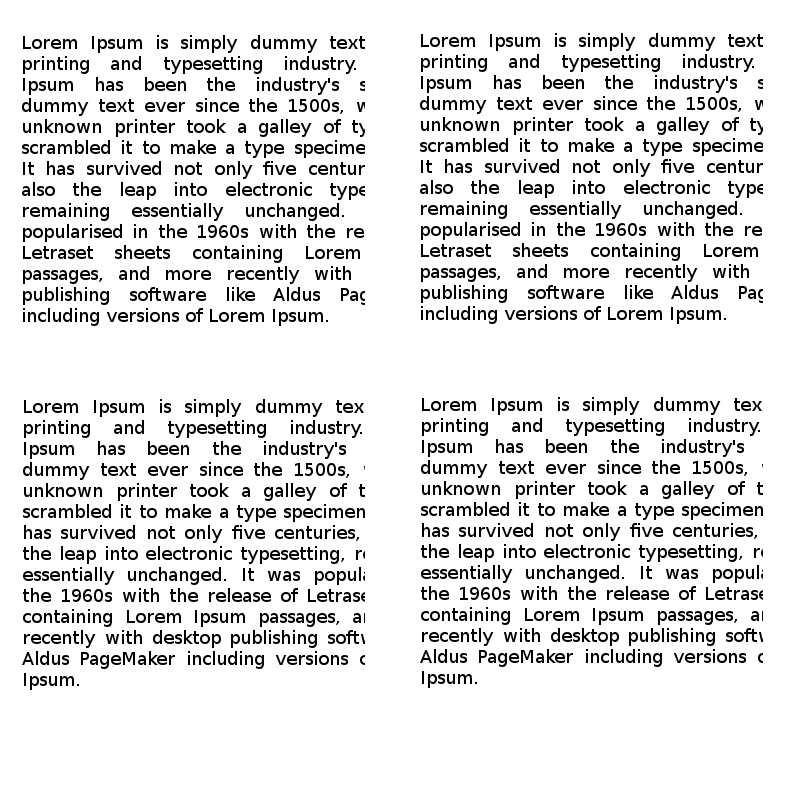 Lorem Ipsum is simply dummy text
printing and typesetting industry.
Ipsum has been the industry's s
dummy text ever since the 1500s, w
unknown printer took a galley of ty
scrambled it to make a type specime
It has survived not only five centur
also the leap into electronic type
remaining essentially unchanged.
popularised in the 1960s with the re
Letraset sheets containing Lorem
passages, and more recently with
publishing software like Aldus Pag
including versions of Lorem Ipsum.
Lorem Ipsum is simply dummy text
printing and typesetting industry.
Ipsum has been the industry's s
dummy text ever since the 1500s, w
unknown printer took a galley of ty
scrambled it to make a type specime
It has survived not only five centur
also the leap into electronic type
remaining essentially unchanged.
popularised in the 1960s with the re
Letraset sheets containing Lorem
passages, and more recently with
publishing software like Aldus Pag
including versions of Lorem Ipsum.
Lorem Ipsum is simply dummy tex
printing and typesetting industry.
Ipsum has been the industry's
dummy text ever since the 1500s,
unknown printer took a galley of t
scrambled it to make a type specimen
has survived not only five centuries,
the leap into electronic typesetting, r
essentially unchanged. It was popul
the 1960s with the release of Letrase
containing Lorem Ipsum passages, a
recently with desktop publishing soft
Aldus PageMaker including versions
Ipsum.
Lorem Ipsum is simply dummy tex
printing and typesetting industry.
Ipsum has been the industry's
dummy text ever since the 1500s,
unknown printer took a galley of t
scrambled it to make a type specimen
has survived not only five centuries,
the leap into electronic typesetting, r
essentially unchanged. It was popul
the 1960s with the release of Letrase
containing Lorem Ipsum passages, a
recently with desktop publishing soft
Aldus PageMaker including versions
Ipsum.